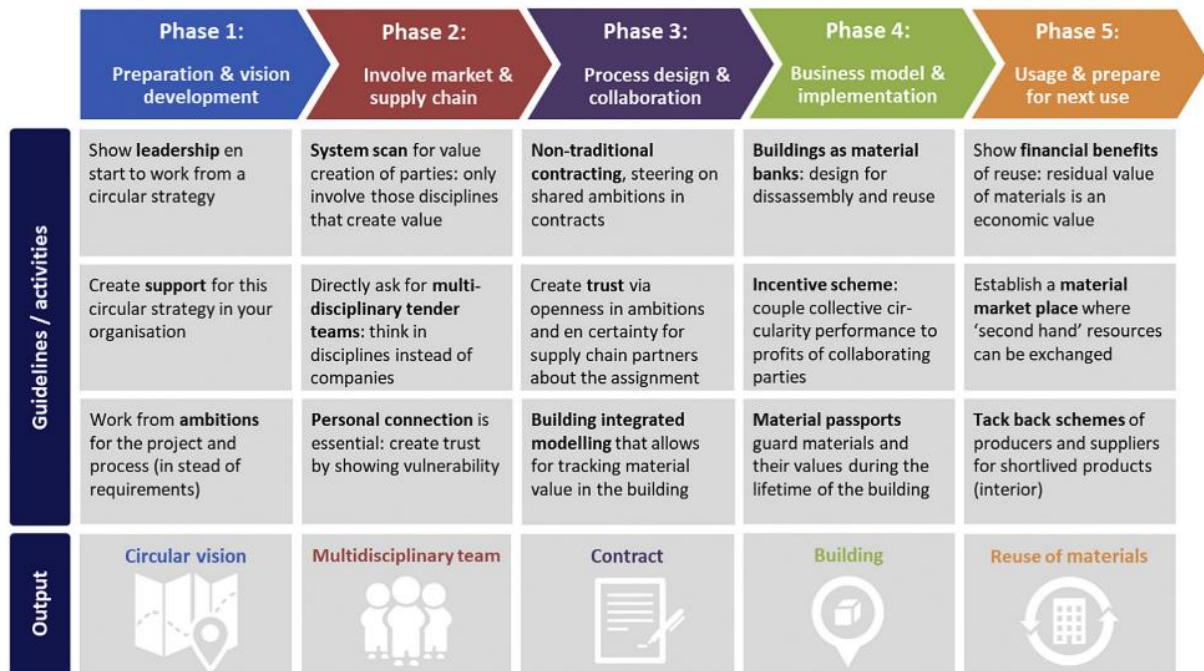 Phase 1:
Preparation & vision
development
Phase 2:
Involve market &
supply chain
Phase 3:
Process design &
collaboration
Phase 4:
Business model &
implementation
Phase 5:
Usage & prepare
for next use
Guidelines / activities
Show leadership en
start to work from a
circular strategy
System scan for value
creation of parties: only
involve those disciplines
that create value
Non-traditional
contracting, steering on
shared ambitions in
contracts
Buildings as material
banks: design for
dissassembly and reuse
Show financial benefits
of reuse: residual value
of materials is an
economic value
Create support for this
circular strategy in your
organisation
Directly ask for multi-
disciplinary tender
teams: think in
disciplines instead of
companies
Create trust via
openness in ambitions
and en certainty for
supply chain partners
about the assignment
Incentive scheme:
couple collective cir-
cularity performance to
profits of collaborating
parties
Establish a material
market place where
‘second hand’ resources
can be exchanged
Work from ambitions
for the project and
process (in stead of
requirements)
Personal connection is
essential: create trust
by showing vulnerability
Building integrated
modelling that allows
for tracking material
value in the building
Material passports
guard materials and
their values during the
lifetime of the building
Tack back schemes of
producers and suppliers
for shortlived products
(interior)
Output
Circular vision
Multidisciplinary team
Contract
Building
Reuse of materials